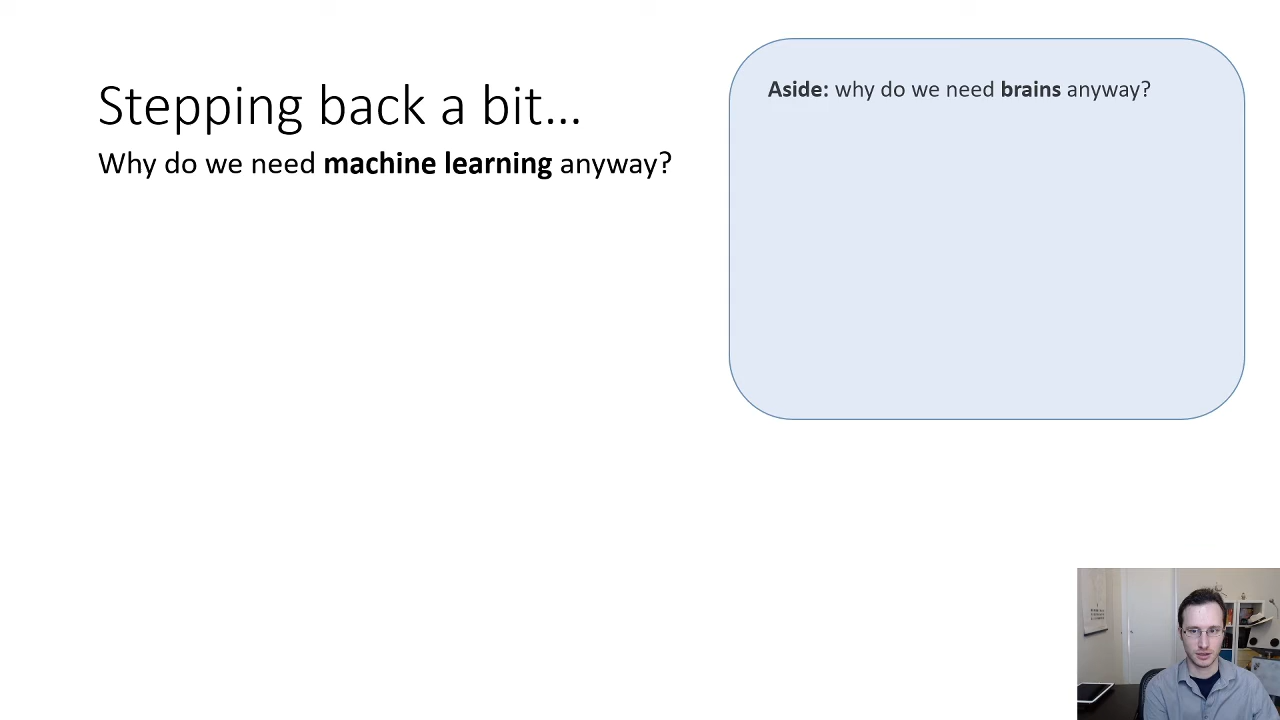 Stepping back a bit...
Why do we need machine learning anyway?
Aside: why do we need brains anyway?